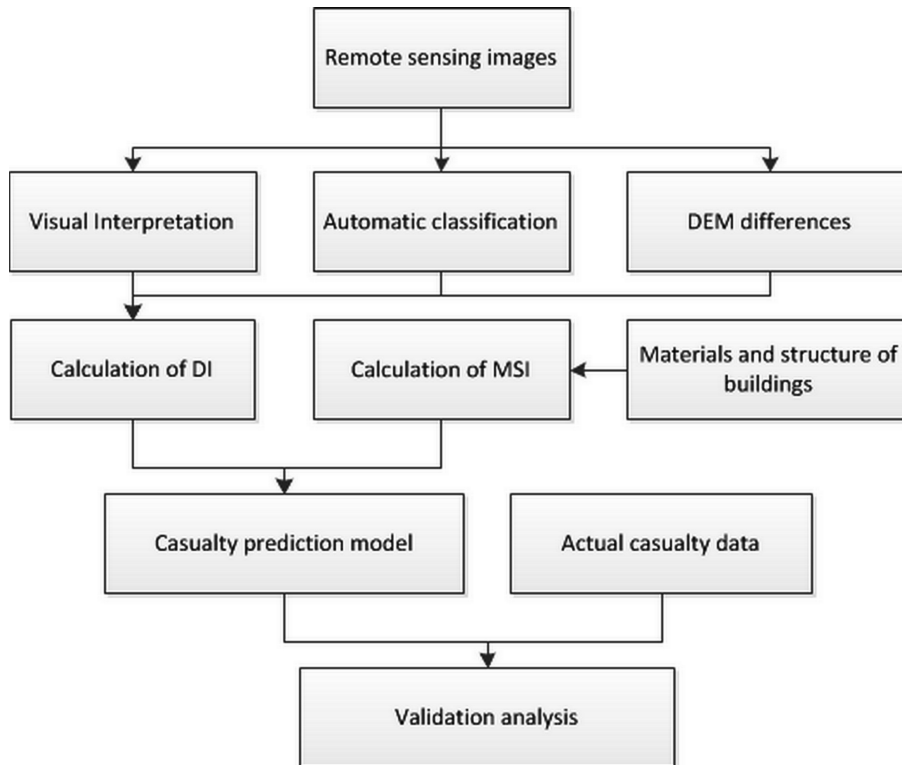 Remote sensing images
Visual Interpretation
Automatic classification
DEM differences
Calculation of DI
Calculation of MSI
Materials and structure of
buildings
Casualty prediction model
Actual casualty data
Validation analysis